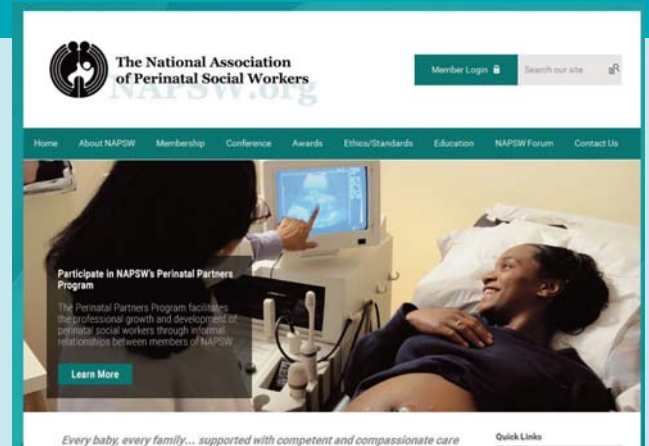 The National Association
of Perinatal Social Workers
NAPSW.org
Member Login
Search our site
Home About NAPSW Membership Conference Awards Ethics/Standards Education NAPSW Forum Contact Us
Participate in NAPSW's Perinatal Partners
Program
The Perinatal Partners Program facilitates
the professional growth and development of
perinatal social workers through informal
relationships between members of NAPSW.
Learn More
Every baby, every family... supported with competent and compassionate care
Quick Links